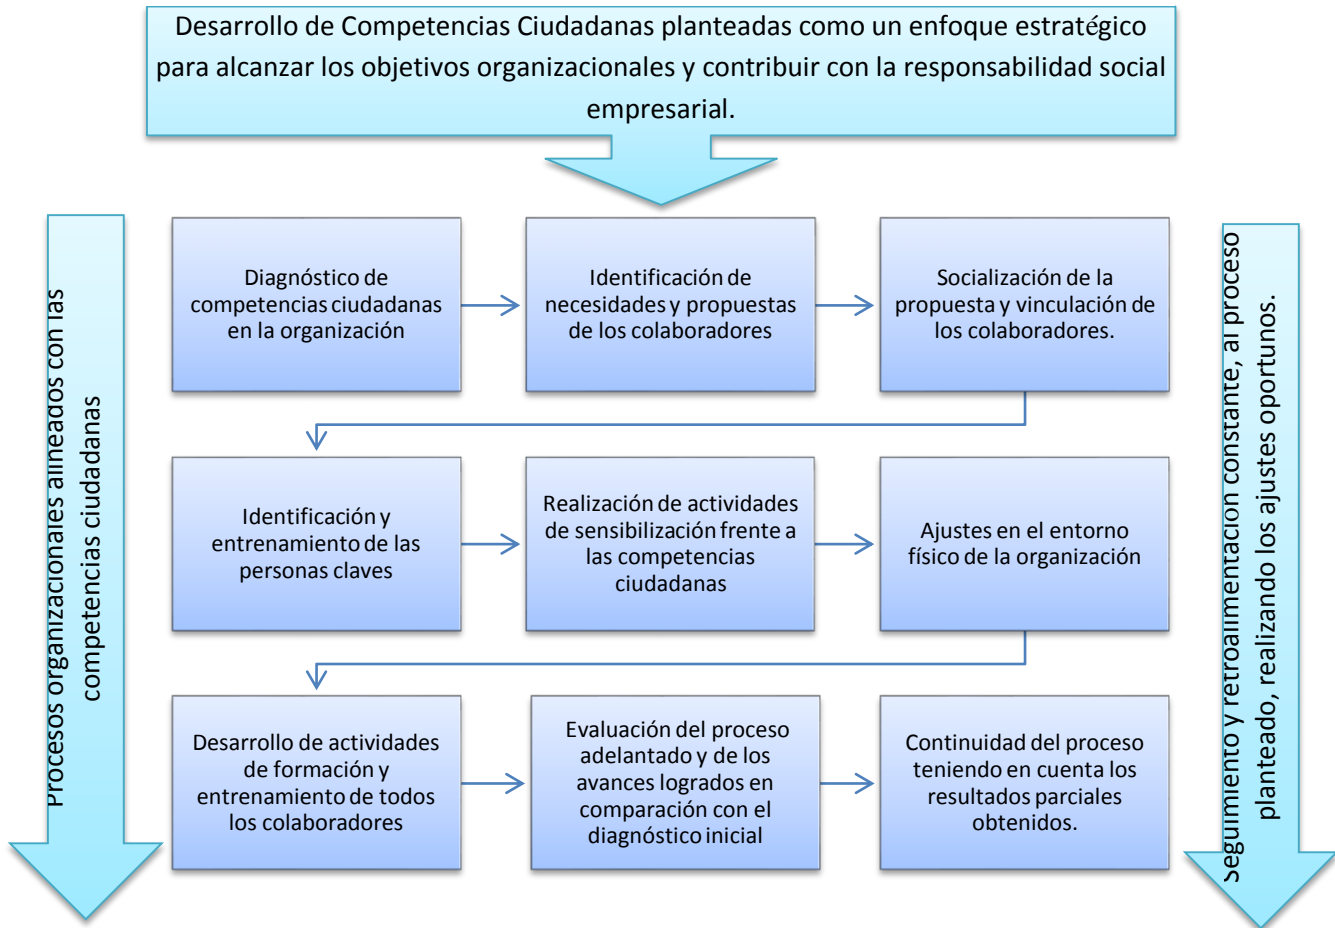 Desarrollo de Competencias Ciudadanas planteadas como un enfoque estratégico
para alcanzar los objetivos organizacionales y contribuir con la responsabilidad social
empresarial.
Procesos organizacionales alineados con las
competencias ciudadanas
Diagnóstico de
competencias ciudadanas
en la organización
Identificación de
necesidades y propuestas
de los colaboradores
Socialización de la
propuesta y vinculación de
los colaboradores.
Identificación y
entrenamiento de las
personas claves
Realización de actividades
de sensibilización frente a
las competencias
ciudadanas
Ajustes en el entorno
físico de la organización
Desarrollo de actividades
de formación y
entrenamiento de todos
los colaboradores
Evaluación del proceso
adelantado y de los
avances logrados en
comparación con el
diagnóstico inicial
Continuidad del proceso
teniendo en cuenta los
resultados parciales
obtenidos.
Seguimiento y retroalimentación constante, al proceso
planteado, realizando los ajustes oportunos.